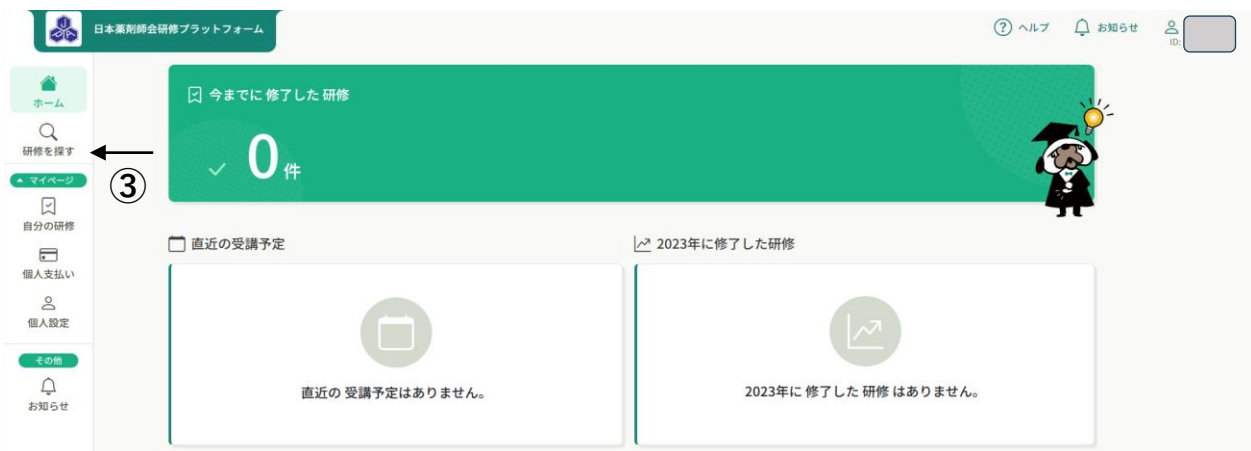 日本薬剤師会研修プラットフォーム
ヘルプ
お知らせ
ID:
ホーム
研修を探す
マイページ
自分の研修
個人支払い
個人設定
その他
お知らせ
③
今までに 修了した 研修
0件
直近の受講予定
2023年に修了した研修
直近の 受講予定はありません。
2023年に 修了した 研修 はありません。